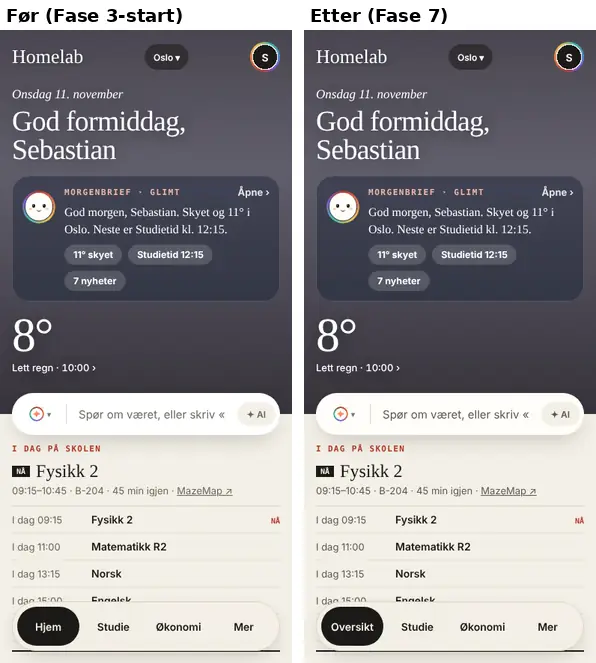 Før (Fase 3-start)
Homelab
Oslo ▾
S
Onsdag 11. november
God formiddag,
Sebastian
MORGENBRIEF · GLIMT
Åpne ›
God morgen, Sebastian. Skyet og 11° i
Oslo. Neste er Studietid kl. 12:15.
11° skyet
Studietid 12:15
7 nyheter
8°
Lett regn · 10:00 ›
Spør om været, eller skriv «
✦ AI
I DAG PÅ SKOLEN
NÅ Fysikk 2
09:15–10:45 · B-204 · 45 min igjen · MazeMap ↗
I dag 09:15 Fysikk 2 NÅ
I dag 11:00 Matematikk R2
I dag 13:15 Norsk
I dag 15:00 Engelsk
Hjem Studie Økonomi Mer
Etter (Fase 7)
Homelab
Oslo ▾
S
Onsdag 11. november
God formiddag,
Sebastian
MORGENBRIEF · GLIMT
Åpne ›
God morgen, Sebastian. Skyet og 11° i
Oslo. Neste er Studietid kl. 12:15.
11° skyet
Studietid 12:15
7 nyheter
8°
Lett regn · 10:00 ›
Spør om været, eller skriv «
✦ AI
I DAG PÅ SKOLEN
NÅ Fysikk 2
09:15–10:45 · B-204 · 45 min igjen · MazeMap ↗
I dag 09:15 Fysikk 2 NÅ
I dag 11:00 Matematikk R2
I dag 13:15 Norsk
I dag 15:00 Engelsk
Oversikt Studie Økonomi Mer